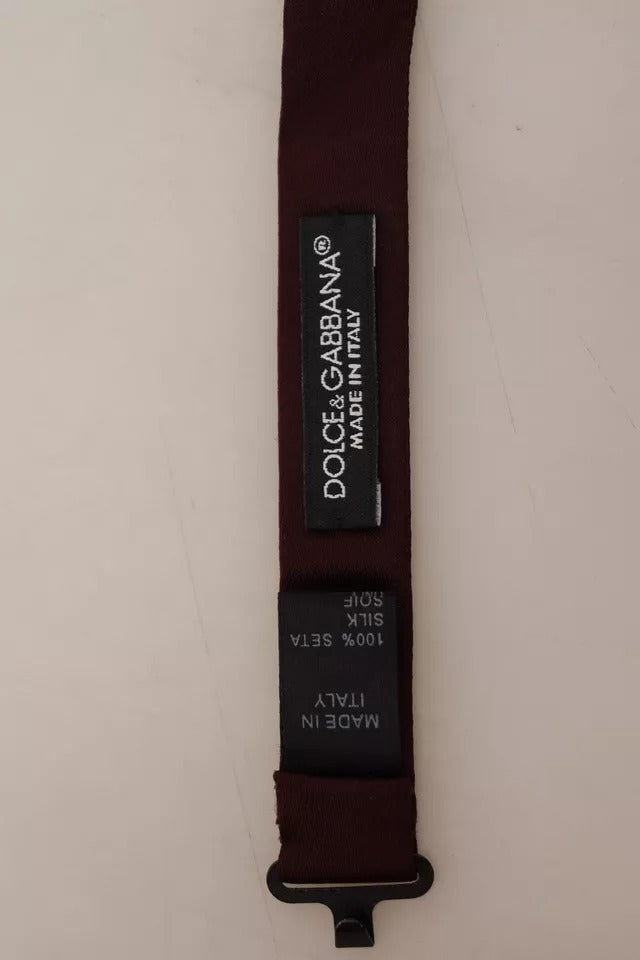 DOLCE & GABBANA®
MADE IN ITALY
MADE IN
ITALY
100% SETA
SILK
SOIE